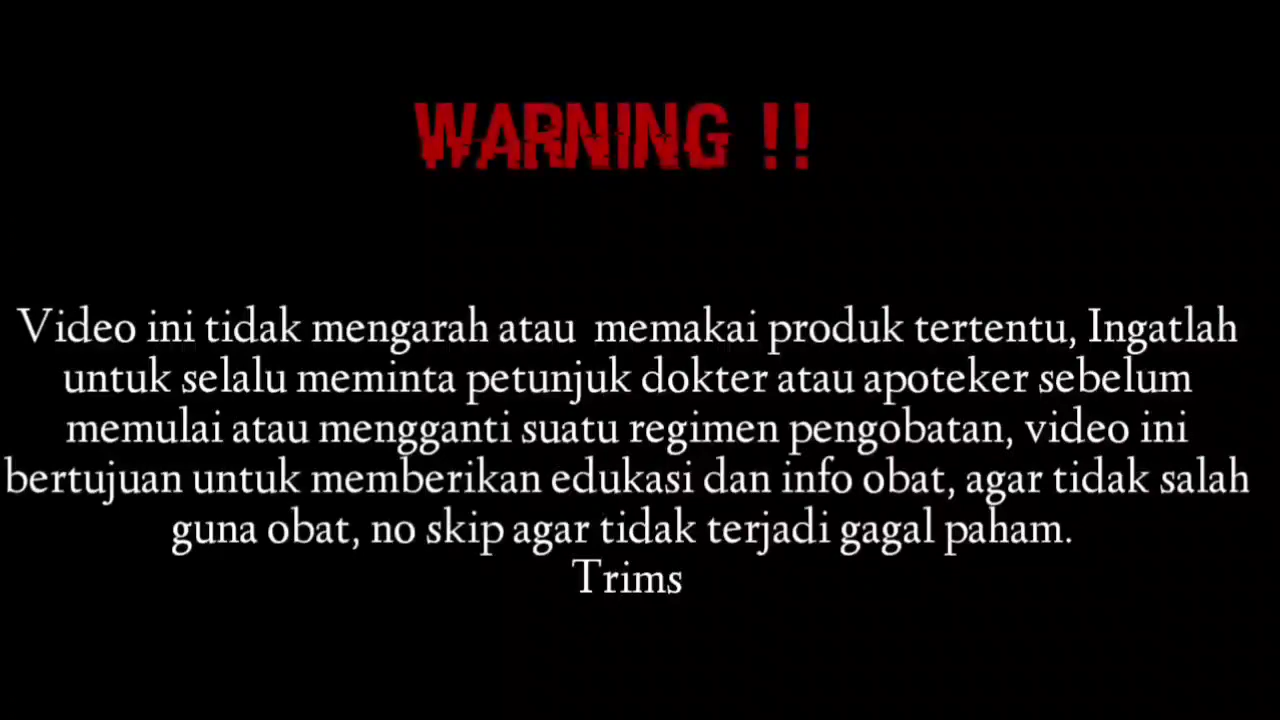 WARNING !!
Video ini tidak mengarah atau memakai produk tertentu, Ingatlah
untuk selalu meminta petunjuk dokter atau apoteker sebelum
memulai atau mengganti suatu regimen pengobatan, video ini
bertujuan untuk memberikan edukasi dan info obat, agar tidak salah
guna obat, no skip agar tidak terjadi gagal paham.
Trims